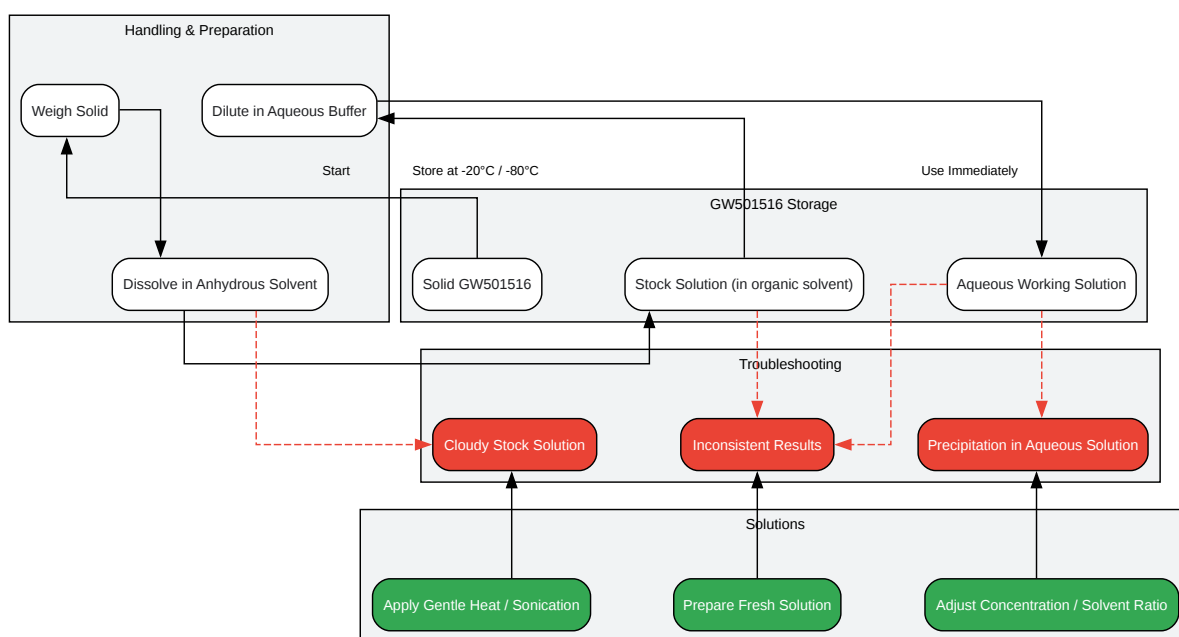 Handling & Preparation
Weigh Solid
Dilute in Aqueous Buffer
Start
Store at -20°C / -80°C
Use Immediately
GW501516 Storage
Dissolve in Anhydrous Solvent
Solid GW501516
Stock Solution (in organic solvent)
Aqueous Working Solution
Troubleshooting
Cloudy Stock Solution
Inconsistent Results
Precipitation in Aqueous Solution
Solutions
Apply Gentle Heat / Sonication
Prepare Fresh Solution
Adjust Concentration / Solvent Ratio